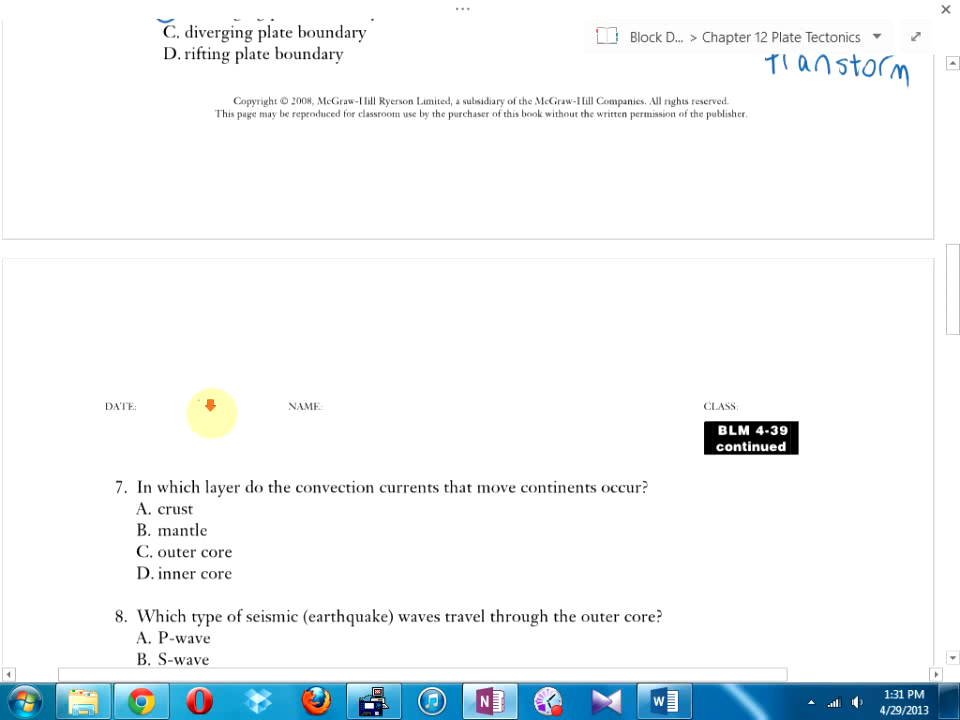 C. diverging plate boundary
D. rifting plate boundary
Block D... > Chapter 12 Plate Tectonics
Transform
Copyright © 2008, McGraw-Hill Ryerson Limited, a subsidiary of the McGraw-Hill Companies. All rights reserved.
This page may be reproduced for classroom use by the purchaser of this book without the written permission of the publisher.
DATE:
NAME:
CLASS:
BLM 4-39
continued
7. In which layer do the convection currents that move continents occur?
A. crust
B. mantle
C. outer core
D. inner core
8. Which type of seismic (earthquake) waves travel through the outer core?
A. P-wave
B. S-wave
1:31 PM
4/29/2013